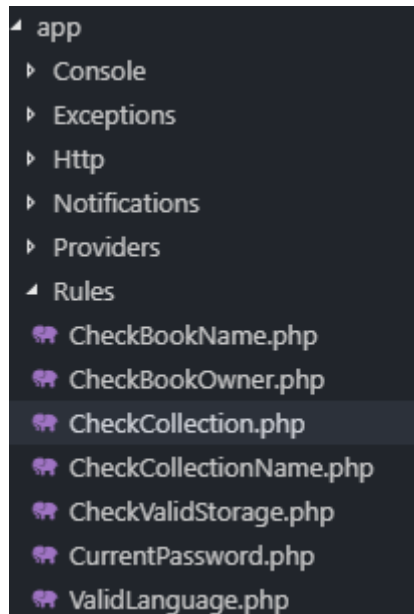 app
Console
Exceptions
Http
Notifications
Providers
Rules
CheckBookName.php
CheckBookOwner.php
CheckCollection.php
CheckCollectionName.php
CheckValidStorage.php
CurrentPassword.php
ValidLanguage.php